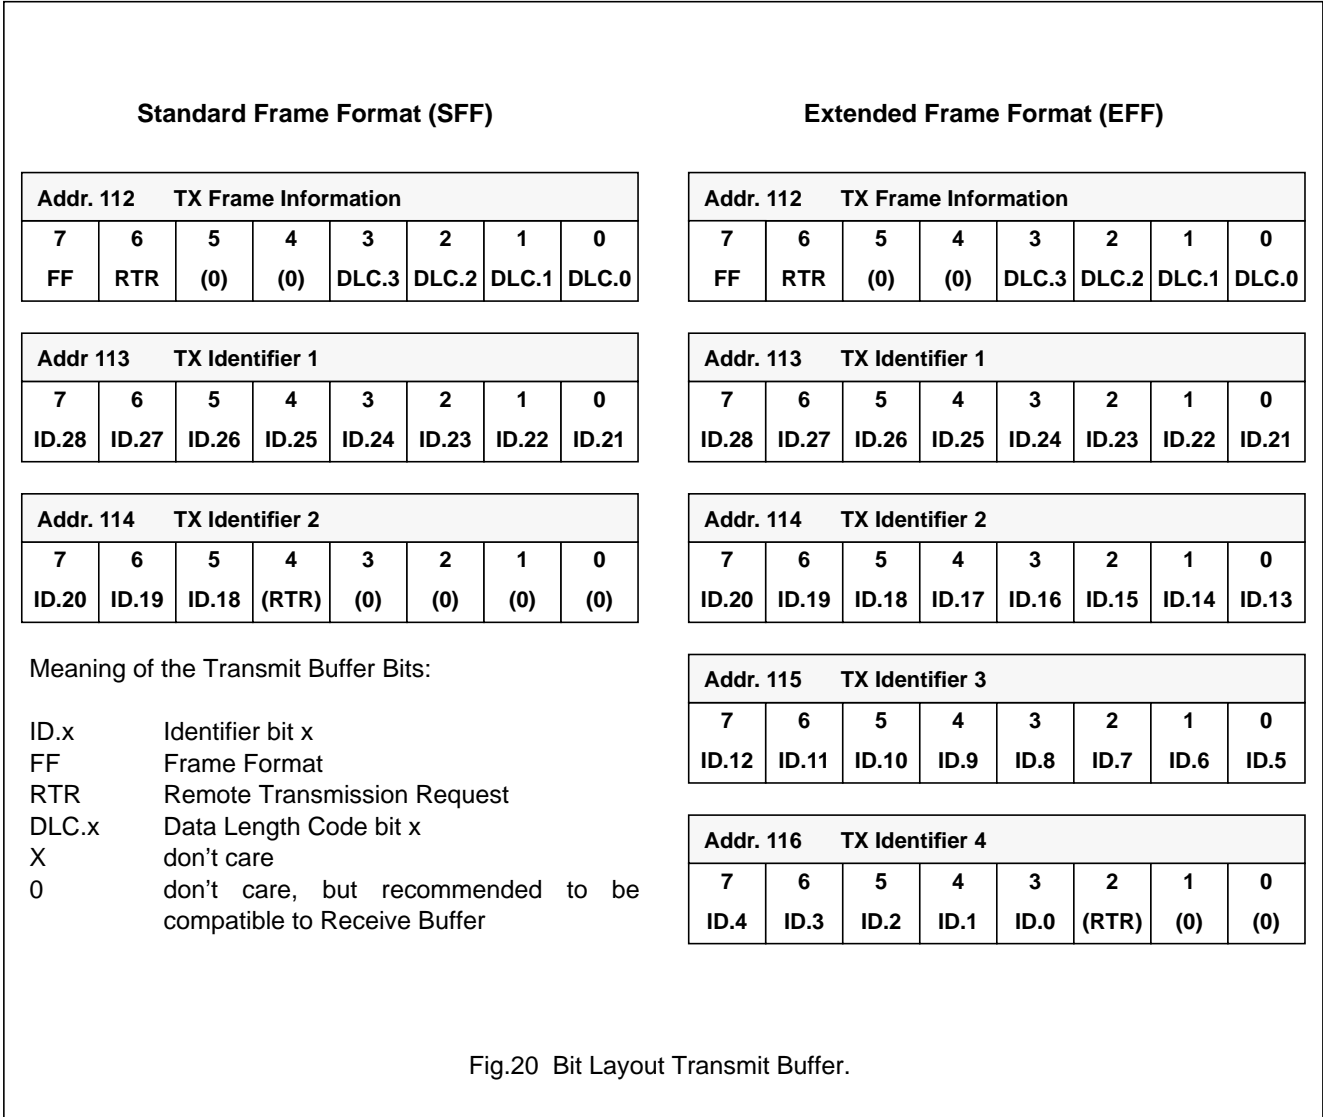 Standard Frame Format (SFF)
Addr. 112 TX Frame Information
7 6 5 4 3 2 1 0
FF RTR (0) (0) DLC.3 DLC.2 DLC.1 DLC.0
Addr 113 TX Identifier 1
7 6 5 4 3 2 1 0
ID.28 ID.27 ID.26 ID.25 ID.24 ID.23 ID.22 ID.21
Addr. 114 TX Identifier 2
7 6 5 4 3 2 1 0
ID.20 ID.19 ID.18 (RTR) (0) (0) (0) (0)
Meaning of the Transmit Buffer Bits:
ID.x Identifier bit x
FF Frame Format
RTR Remote Transmission Request
DLC.x Data Length Code bit x
X don't care
0 don't care, but recommended to be
compatible to Receive Buffer
Extended Frame Format (EFF)
Addr. 112 TX Frame Information
7 6 5 4 3 2 1 0
FF RTR (0) (0) DLC.3 DLC.2 DLC.1 DLC.0
Addr. 113 TX Identifier 1
7 6 5 4 3 2 1 0
ID.28 ID.27 ID.26 ID.25 ID.24 ID.23 ID.22 ID.21
Addr. 114 TX Identifier 2
7 6 5 4 3 2 1 0
ID.20 ID.19 ID.18 ID.17 ID.16 ID.15 ID.14 ID.13
Addr. 115 TX Identifier 3
7 6 5 4 3 2 1 0
ID.12 ID.11 ID.10 ID.9 ID.8 ID.7 ID.6 ID.5
Addr. 116 TX Identifier 4
7 6 5 4 3 2 1 0
ID.4 ID.3 ID.2 ID.1 ID.0 (RTR) (0) (0)
Fig.20 Bit Layout Transmit Buffer.